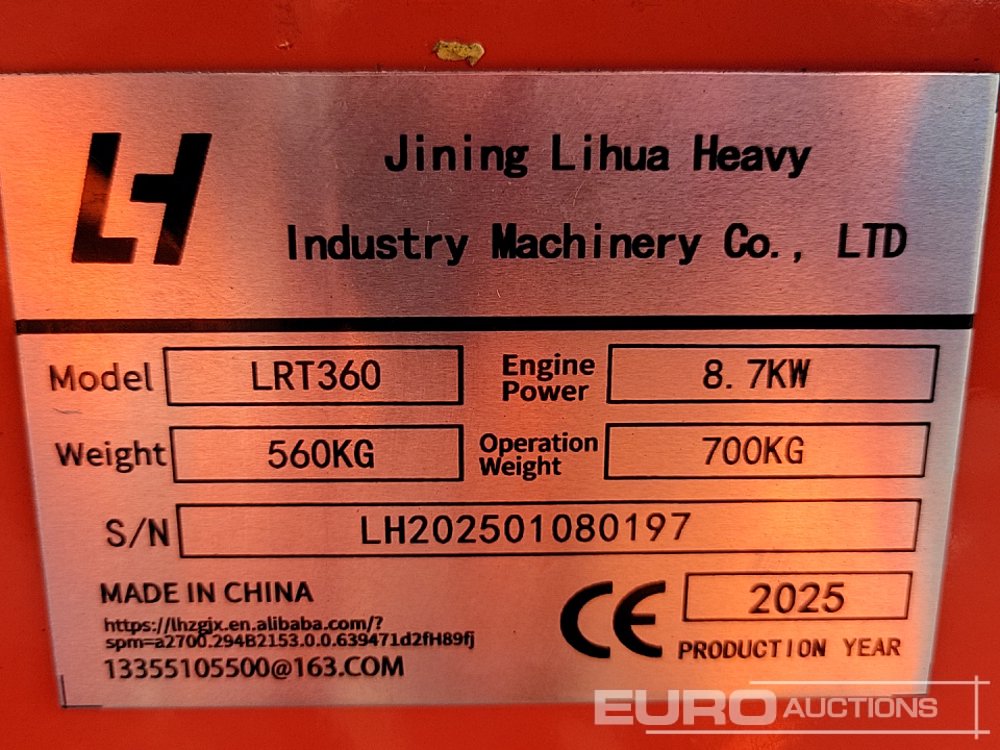 LH
Jining Lihua Heavy
Industry Machinery Co., LTD
Model LRT360
Engine Power 8.7KW
Weight 560KG
Operation Weight 700KG
S/N LH202501080197
MADE IN CHINA
https://lhzgjx.en.alibaba.com/?
spm=a2700.294B2153.0.0.639471d2fH89fj
13355105500@163.COM
CE
2025
PRODUCTION YEAR
EURO AUCTIONS